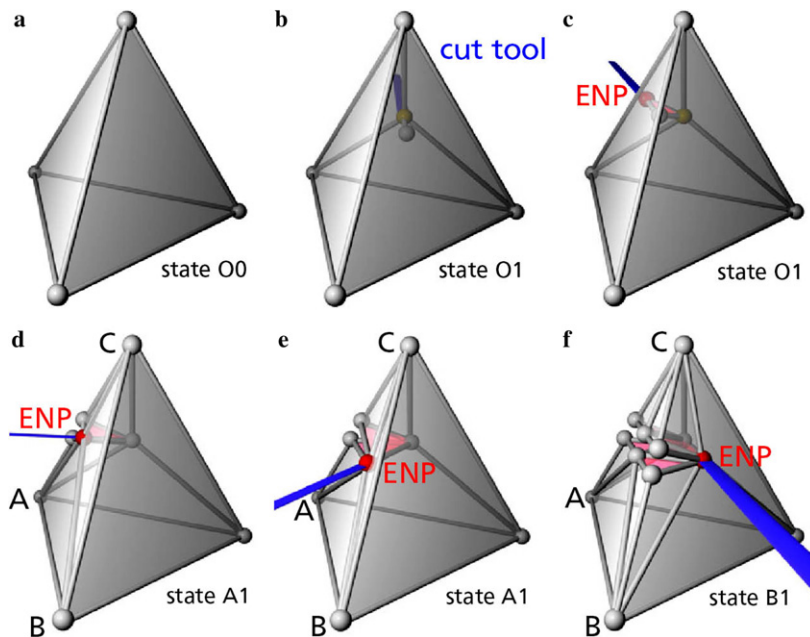 a
b
c
cut tool
ENP
state O0
state O1
state O1
d
e
f
C
C
C
ENP
ENP
ENP
A
A
A
B
B
B
state A1
state A1
state B1